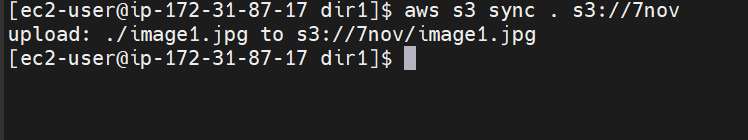 [ec2-user@ip-172-31-87-17 dir1]$ aws s3 sync . s3://7nov
upload: ./image1.jpg to s3://7nov/image1.jpg
[ec2-user@ip-172-31-87-17 dir1]$